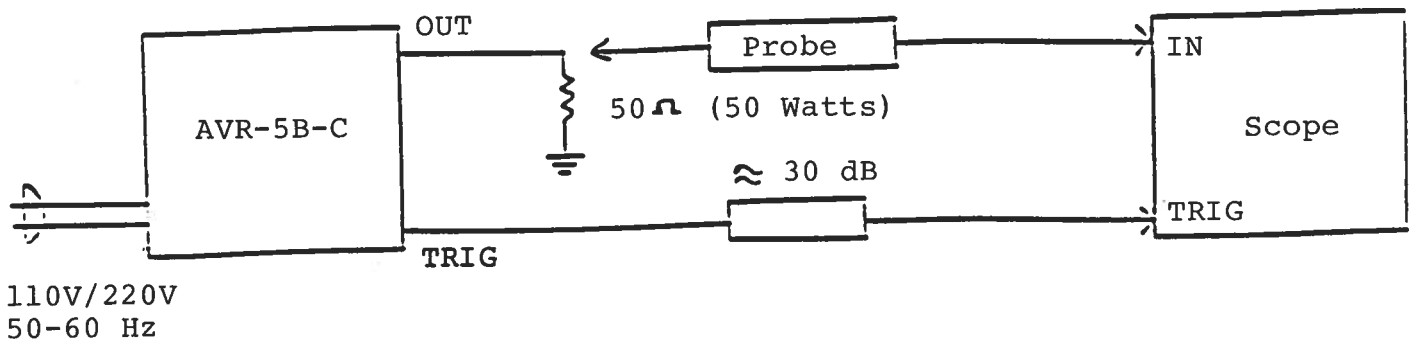 OUT
Probe
IN
AVR-5B-C
50Ω (50 Watts)
Scope
≈ 30 dB
TRIG
TRIG
110V/220V
50-60 Hz